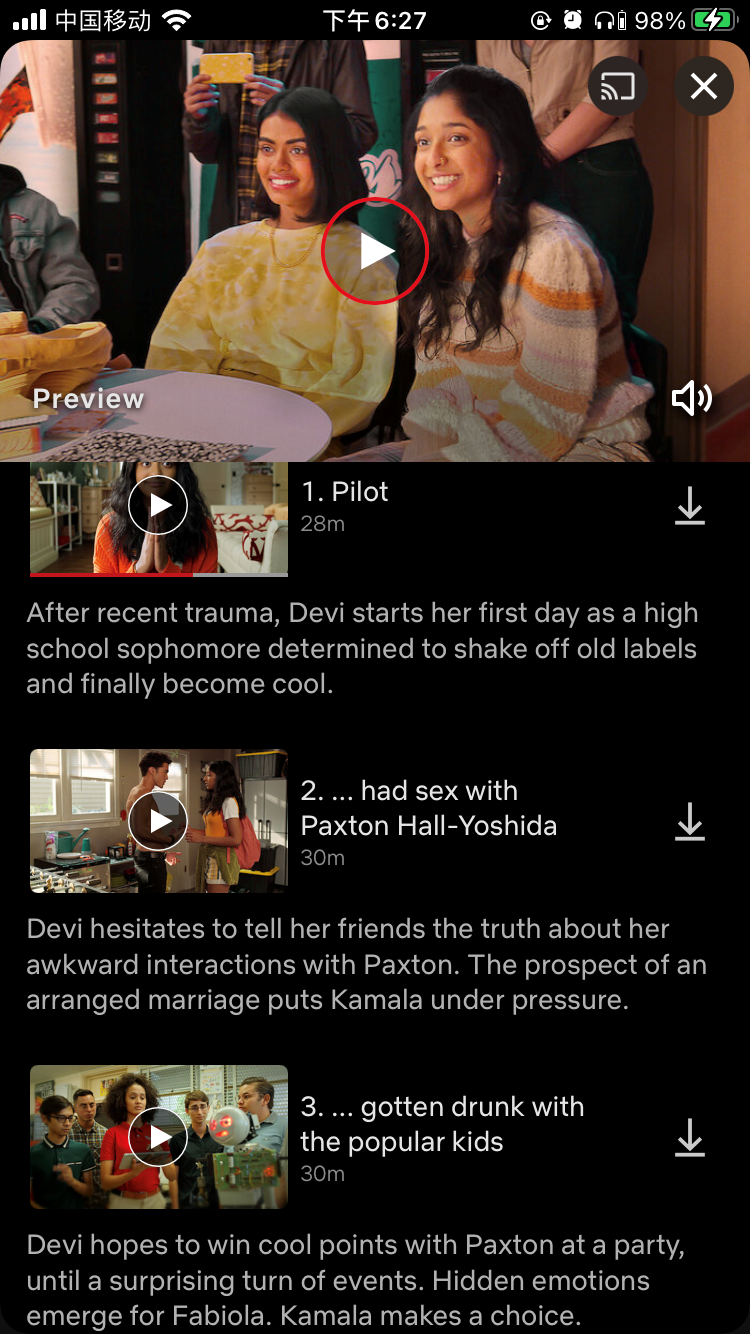 中国移动 下午6:27 98%
Preview
1. Pilot
28m
After recent trauma, Devi starts her first day as a high
school sophomore determined to shake off old labels
and finally become cool.
2. ... had sex with
Paxton Hall-Yoshida
30m
Devi hesitates to tell her friends the truth about her
awkward interactions with Paxton. The prospect of an
arranged marriage puts Kamala under pressure.
3. ... gotten drunk with
the popular kids
30m
Devi hopes to win cool points with Paxton at a party,
until a surprising turn of events. Hidden emotions
emerge for Fabiola. Kamala makes a choice.